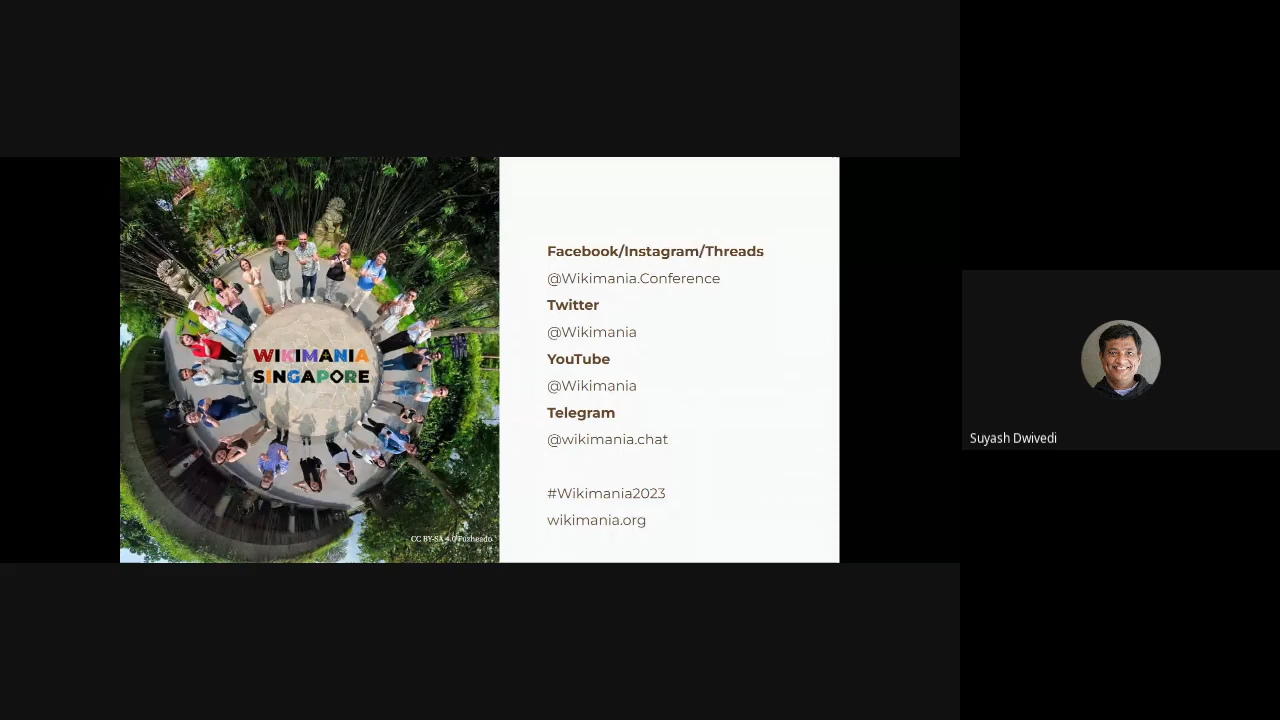 WIKIMANIA
SINGAPORE
CC BY-SA 4.0 Fuzheado
Facebook/Instagram/Threads
@Wikimania.Conference
Twitter
@Wikimania
YouTube
@Wikimania
Telegram
@wikimania.chat
#Wikimania2023
wikimania.org
Suyash Dwivedi